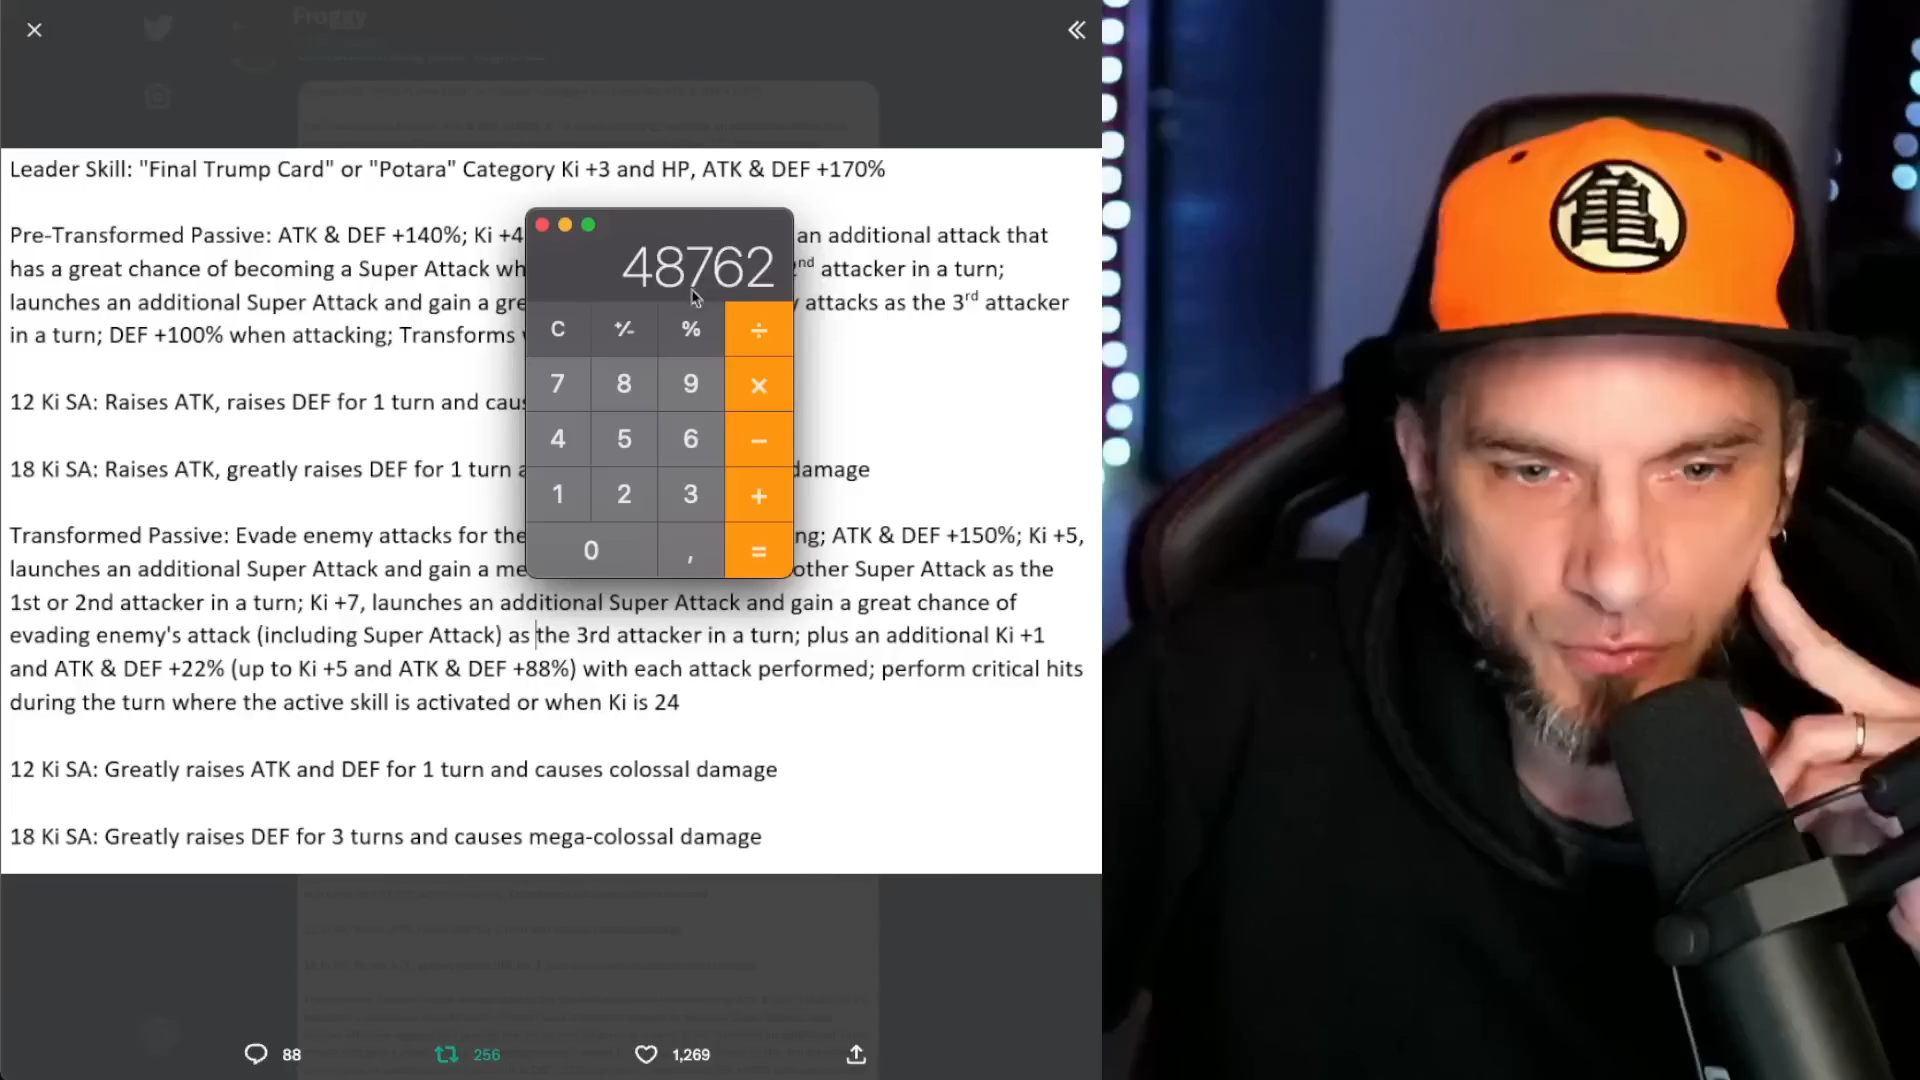 Froggy
Leader Skill: "Final Trump Card" or "Potara" Category Ki +3 and HP, ATK & DEF +170%
Pre-Transformed Passive: ATK & DEF +140%; Ki +4 an additional attack that
has a great chance of becoming a Super Attack attacker in a turn;
launches an additional Super Attack and gain a attacks as the 3rd attacker
in a turn; DEF +100% when attacking; Transforms
12 Ki SA: Raises ATK, raises DEF for 1 turn and
18 Ki SA: Raises ATK, greatly raises DEF for 1 turn damage
Transformed Passive: Evade enemy attacks for the ATK & DEF +150%; Ki +5,
launches an additional Super Attack and gain a other Super Attack as the
1st or 2nd attacker in a turn; Ki +7, launches an additional Super Attack and gain a great chance of
evading enemy's attack (including Super Attack) as the 3rd attacker in a turn; plus an additional Ki +1
and ATK & DEF +22% (up to Ki +5 and ATK & DEF +88%) with each attack performed; perform critical hits
during the turn where the active skill is activated or when Ki is 24
12 Ki SA: Greatly raises ATK and DEF for 1 turn and causes colossal damage
18 Ki SA: Greatly raises DEF for 3 turns and causes mega-colossal damage
48762
C +/- % ÷
7 8 9 ×
4 5 6 −
1 2 3 +
0 , =
88 256 1,269
亀